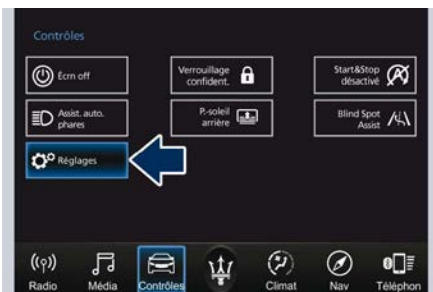 Contrôles
Écrn off
Verrouillage
confident.
Start&Stop
désactivé
Assist. auto.
phares
P.-soleil
arrière
Blind Spot
Assist
Réglages
Radio
Média
Contrôles
Climat
Nav
Téléphon